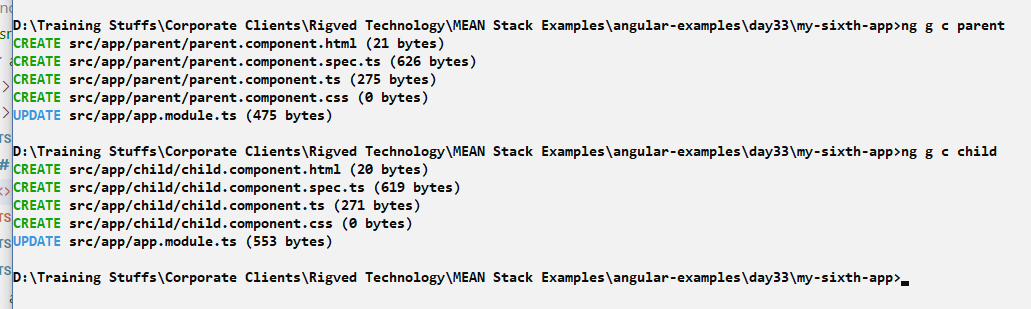 D:\Training Stuffs\Corporate Clients\Rigved Technology\MEAN Stack Examples\angular-examples\day33\my-sixth-app>ng g c parent
CREATE src/app/parent/parent.component.html (21 bytes)
CREATE src/app/parent/parent.component.spec.ts (626 bytes)
CREATE src/app/parent/parent.component.ts (275 bytes)
CREATE src/app/parent/parent.component.css (0 bytes)
UPDATE src/app/app.module.ts (475 bytes)
D:\Training Stuffs\Corporate Clients\Rigved Technology\MEAN Stack Examples\angular-examples\day33\my-sixth-app>ng g c child
CREATE src/app/child/child.component.html (20 bytes)
CREATE src/app/child/child.component.spec.ts (619 bytes)
CREATE src/app/child/child.component.ts (271 bytes)
CREATE src/app/child/child.component.css (0 bytes)
UPDATE src/app/app.module.ts (553 bytes)
D:\Training Stuffs\Corporate Clients\Rigved Technology\MEAN Stack Examples\angular-examples\day33\my-sixth-app>